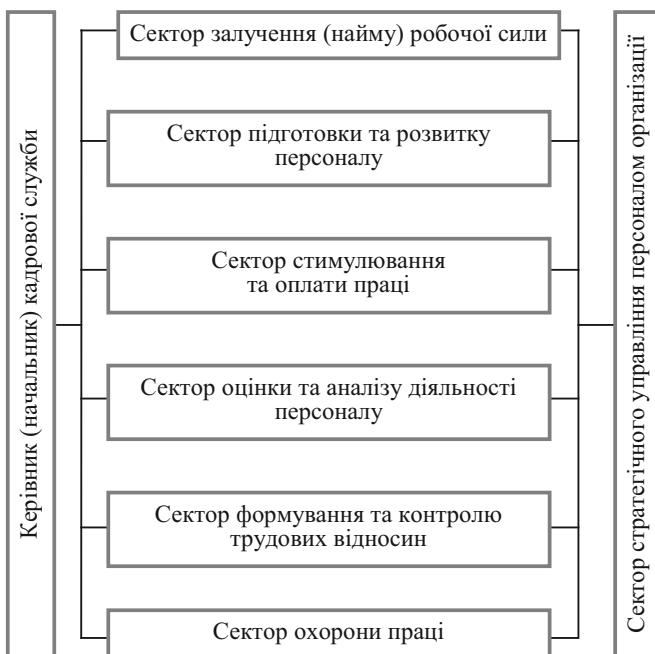 Керівник (начальник) кадрової служби
Сектор залучення (найму) робочої сили
Сектор підготовки та розвитку
персоналу
Сектор стимулювання
та оплати праці
Сектор оцінки та аналізу діяльності
персоналу
Сектор формування та контролю
трудових відносин
Сектор охорони праці
Сектор стратегічного управління персоналом організації